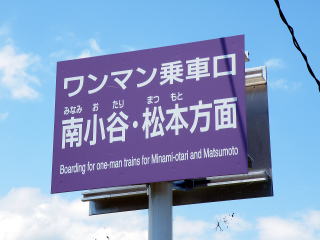 ワンマン乗車口
みなみ お たり まつ もと
南小谷・松本方面
Boarding for one-man trains for Minami-otari and Matsumoto